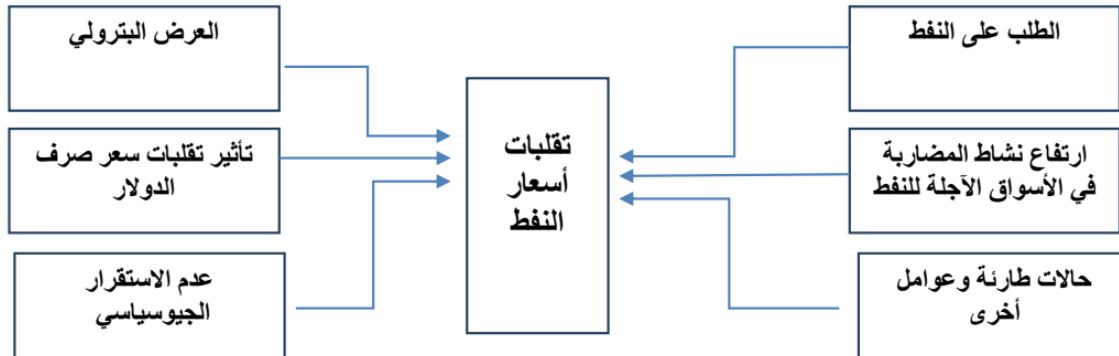 الطلب على النفط
العرض البترولي
تقلبات
أسعار
النفط
ارتفاع نشاط المضاربة
في الأسواق الآجلة للنفط
تأثير تقلبات سعر صرف
الدولار
حالات طارئة وعوامل
أخرى
عدم الاستقرار
الجيوسياسي